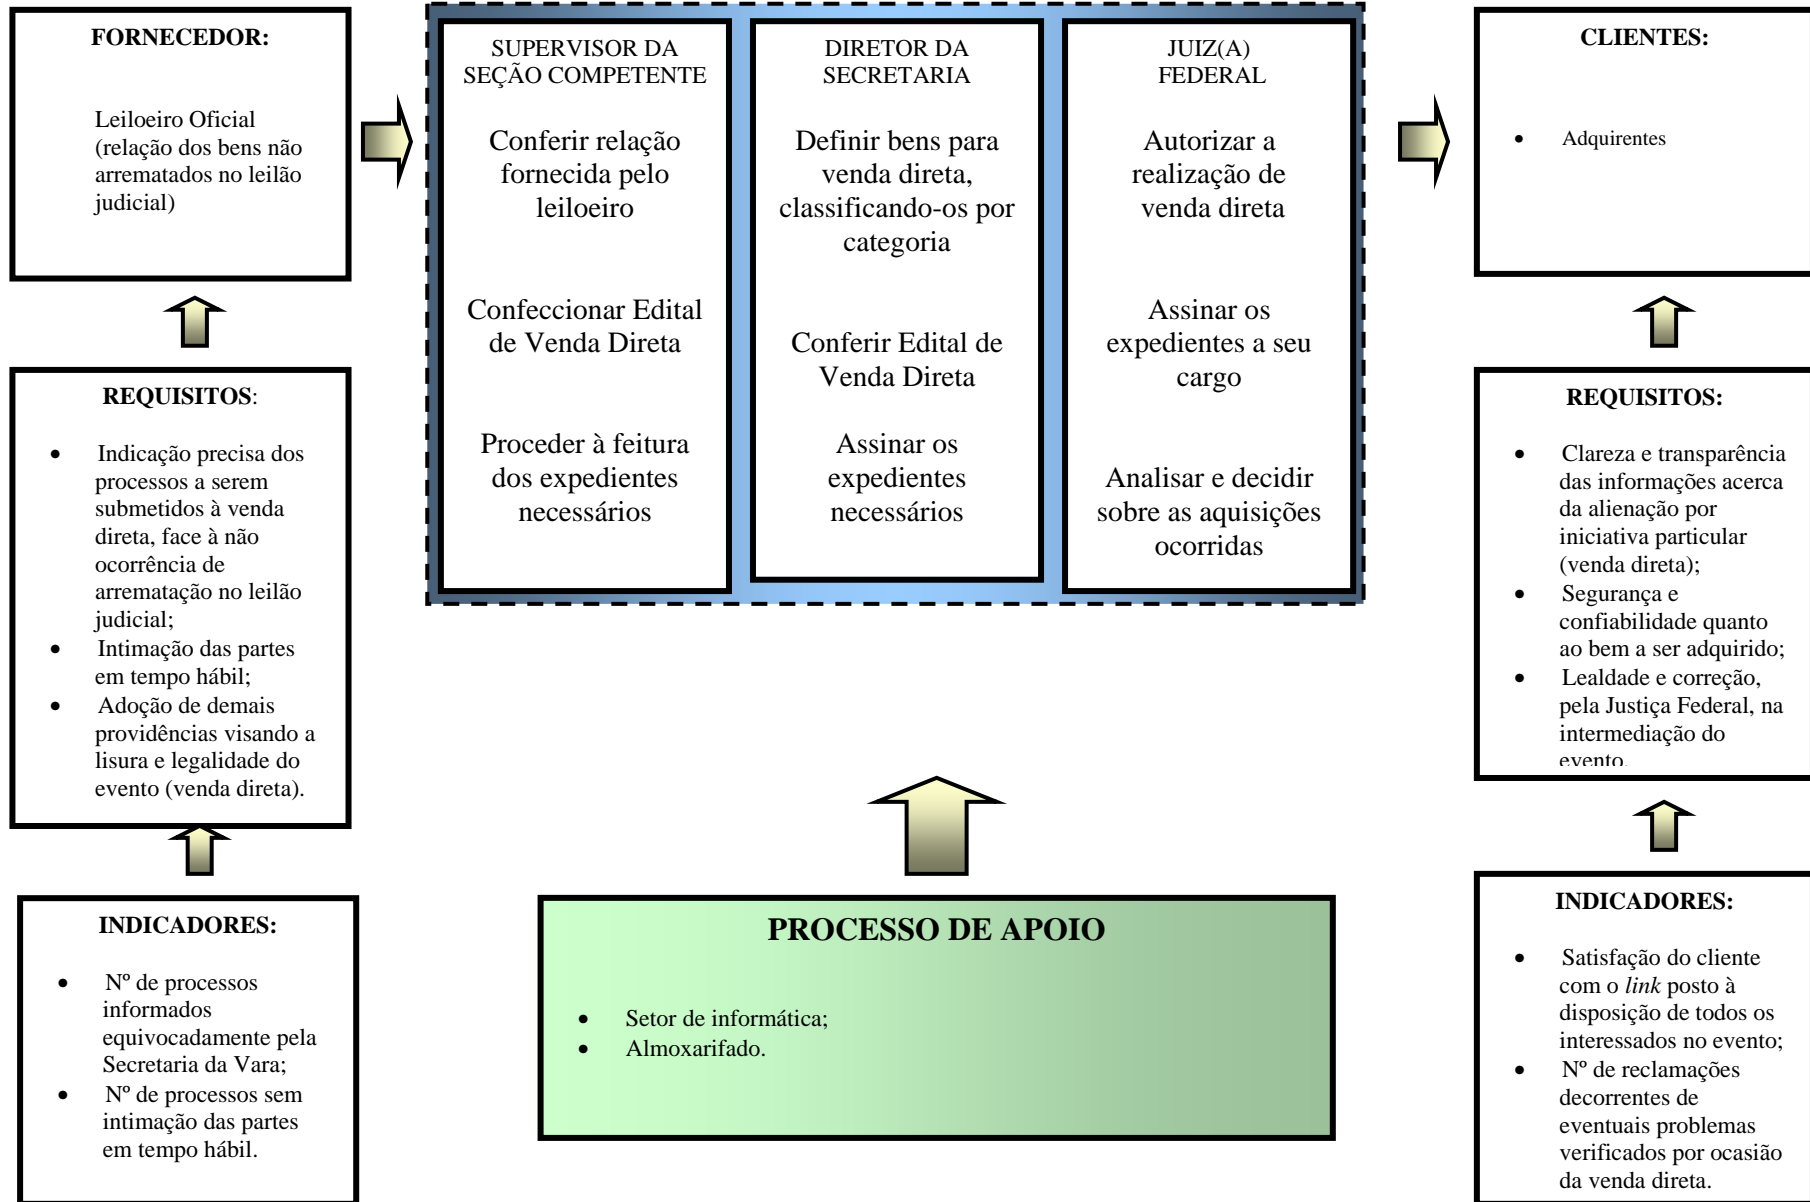 FORNECEDOR:
Leiloeiro Oficial
(relação dos bens não
arrematados no leilão
judicial)
REQUISITOS:
• Indicação precisa dos
processos a serem
submetidos à venda
direta, face à não
ocorrência de
arrematação no leilão
judicial;
• Intimação das partes
em tempo hábil;
• Adoção de demais
providências visando a
lisura e legalidade do
evento (venda direta).
INDICADORES:
• Nº de processos
informados
equivocadamente pela
Secretaria da Vara;
• Nº de processos sem
intimação das partes
em tempo hábil.
SUPERVISOR DA
SEÇÃO COMPETENTE
Conferir relação
fornecida pelo
leiloeiro
Confeccionar Edital
de Venda Direta
Proceder à feitura
dos expedientes
necessários
DIRETOR DA
SECRETARIA
Definir bens para
venda direta,
classificando-os por
categoria
Conferir Edital de
Venda Direta
Assinar os
expedientes
necessários
JUIZ(A)
FEDERAL
Autorizar a
realização de
venda direta
Assinar os
expedientes a seu
cargo
Analisar e decidir
sobre as aquisições
ocorridas
PROCESSO DE APOIO
• Setor de informática;
• Almoxarifado.
CLIENTES:
• Adquirentes
REQUISITOS:
• Clareza e transparência
das informações acerca
da alienação por
iniciativa particular
(venda direta);
• Segurança e
confiabilidade quanto
ao bem a ser adquirido;
• Lealdade e correção,
pela Justiça Federal, na
intermediação do
evento.
INDICADORES:
• Satisfação do cliente
com o link posto à
disposição de todos os
interessados no evento;
• Nº de reclamações
decorrentes de
eventuais problemas
verificados por ocasião
da venda direta.